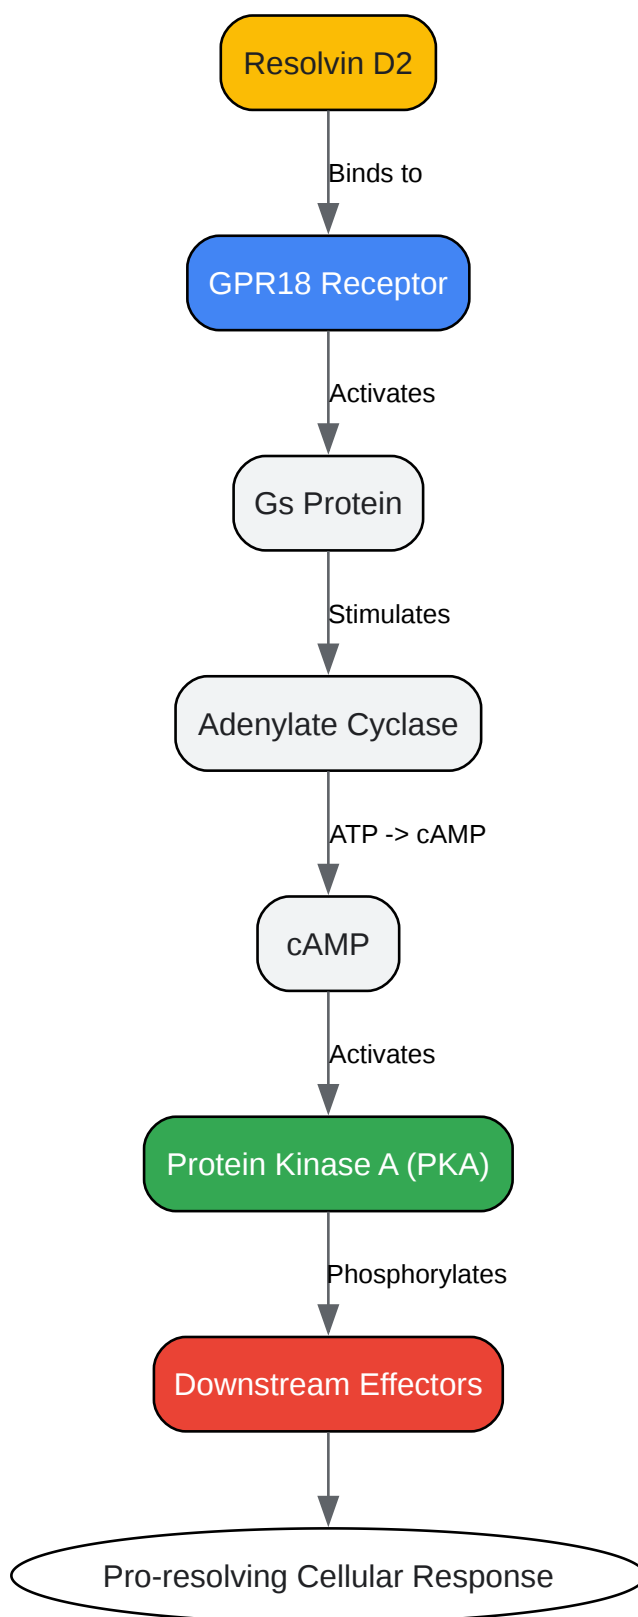 Resolvin D2
Binds to
GPR18 Receptor
Activates
Gs Protein
Stimulates
Adenylate Cyclase
ATP -> cAMP
cAMP
Activates
Protein Kinase A (PKA)
Phosphorylates
Downstream Effectors
Pro-resolving Cellular Response